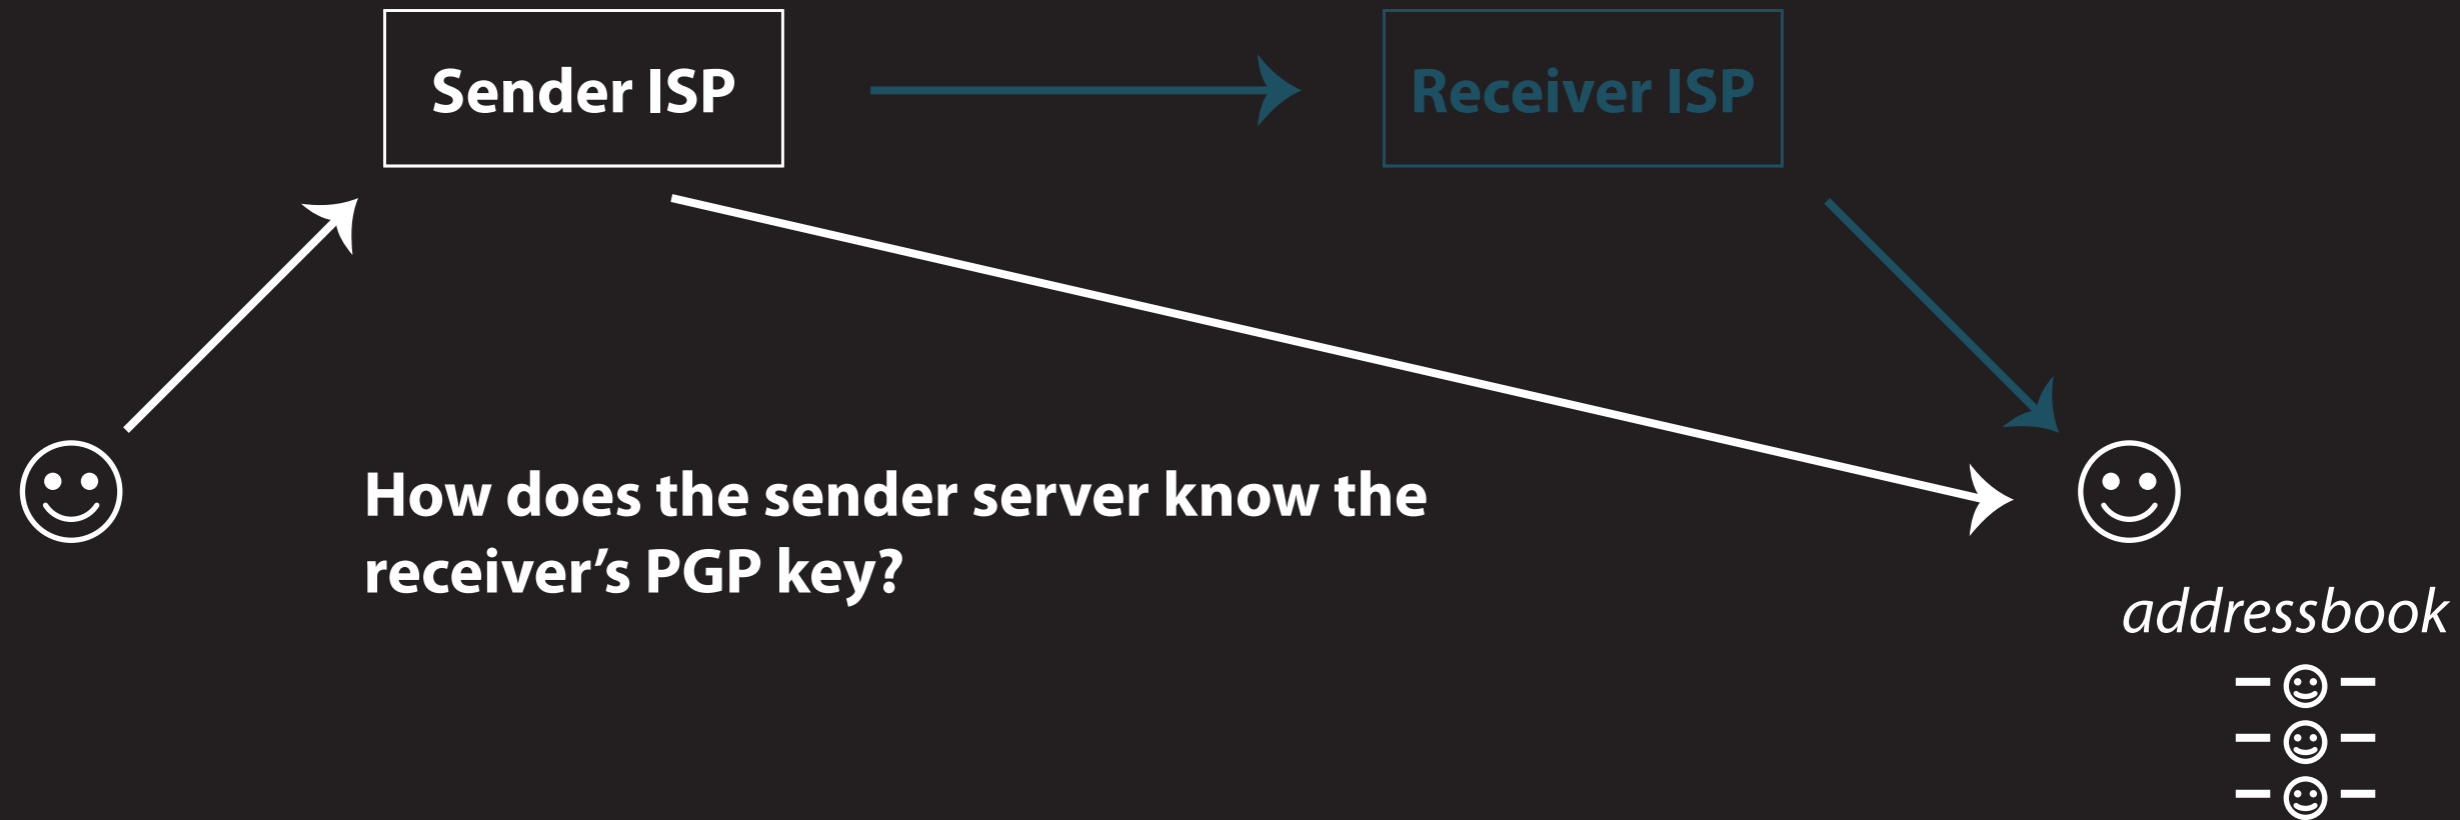 Sender ISP
Receiver ISP
How does the sender server know the
receiver’s PGP key?
addressbook